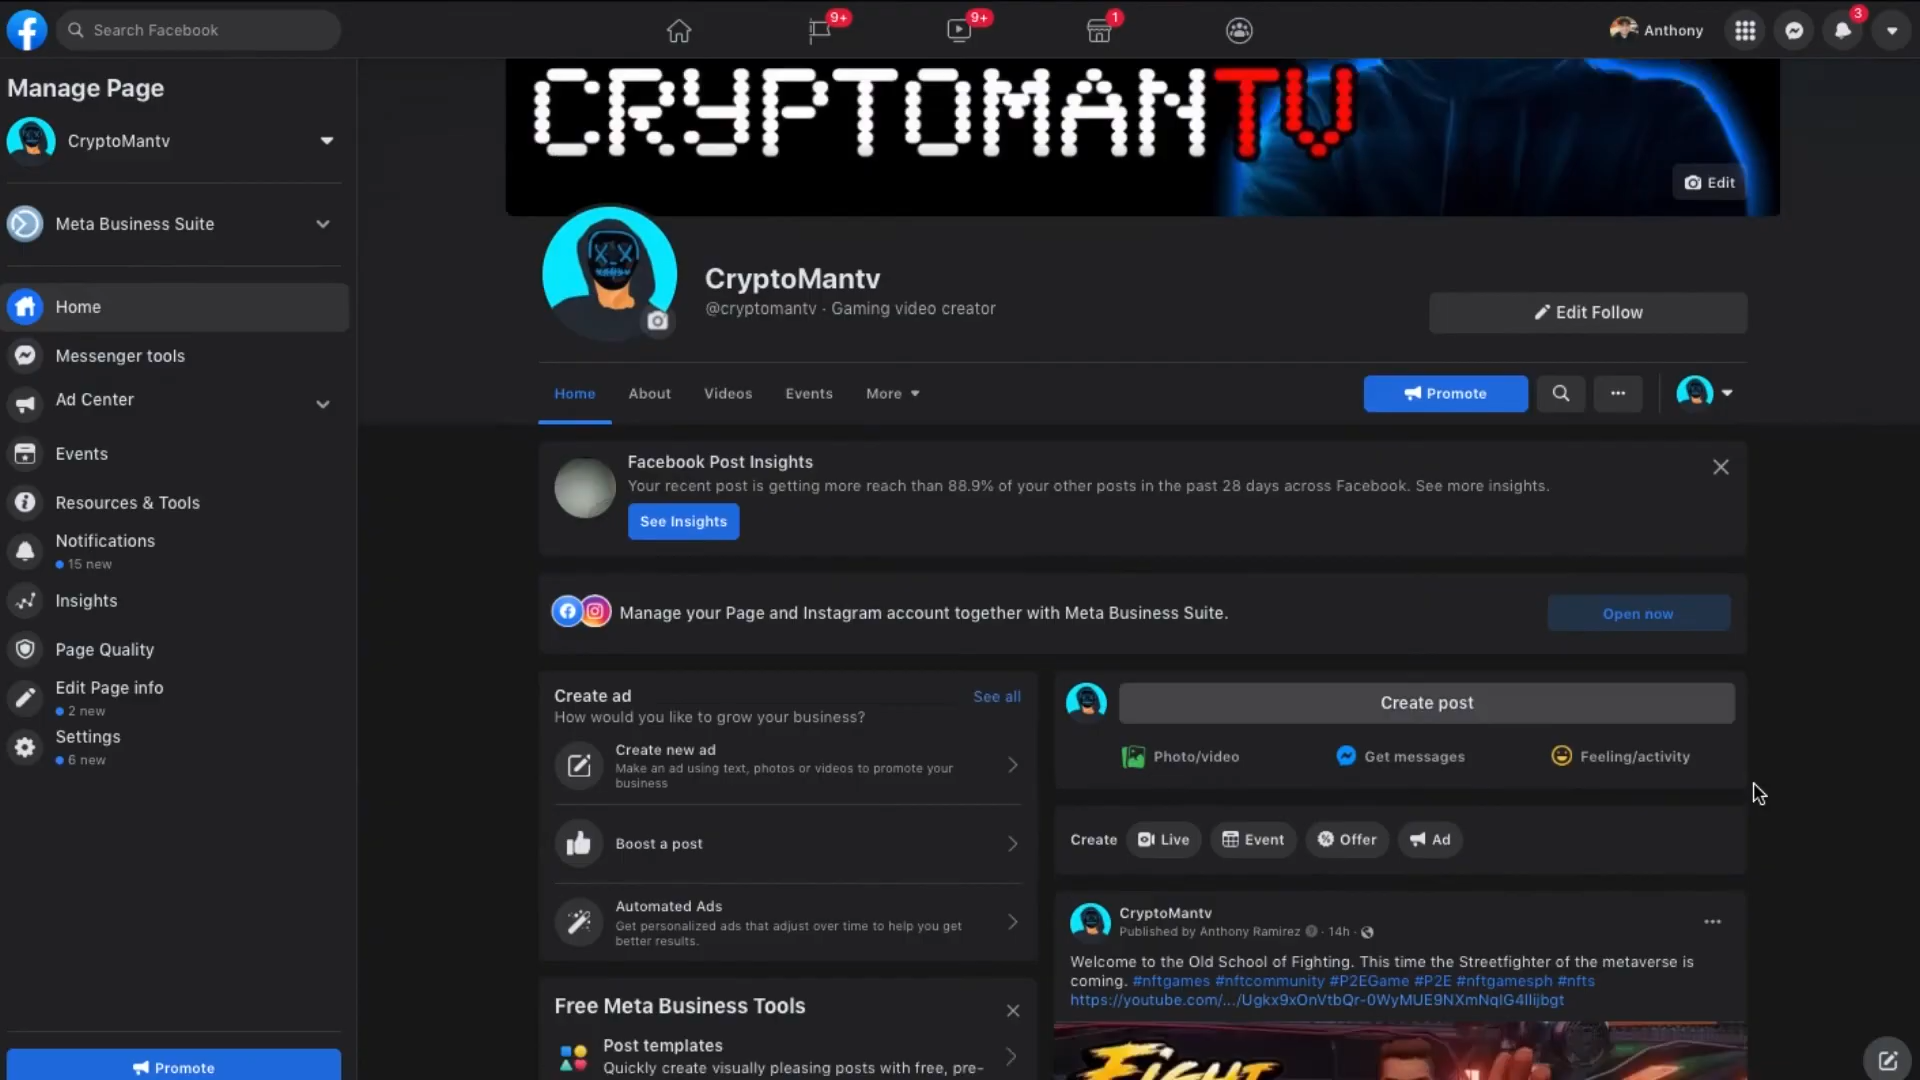 Search Facebook
9+
9+
1
Anthony
3
Manage Page
CryptoMantv
Meta Business Suite
Home
Messenger tools
Ad Center
Events
Resources & Tools
Notifications
15 new
Insights
Page Quality
Edit Page info
2 new
Settings
6 new
Promote
CRYPTOMANTV
Edit
CryptoMantv
@cryptomantv · Gaming video creator
Edit Follow
Home
About
Videos
Events
More
Promote
Facebook Post Insights
Your recent post is getting more reach than 88.9% of your other posts in the past 28 days across Facebook. See more insights.
See Insights
Manage your Page and Instagram account together with Meta Business Suite.
Open now
Create ad
See all
How would you like to grow your business?
Create new ad
Make an ad using text, photos or videos to promote your
business
Boost a post
Automated Ads
Get personalized ads that adjust over time to help you get
better results.
Free Meta Business Tools
Post templates
Quickly create visually pleasing posts with free, pre-
Create post
Photo/video
Get messages
Feeling/activity
Create
Live
Event
Offer
Ad
CryptoMantv
Published by Anthony Ramirez · 14h ·
Welcome to the Old School of Fighting. This time the Streetfighter of the metaverse is
coming. #nftgames #nftcommunity #P2EGame #P2E #nftgamesph #nfts
https://youtube.com/.../Ugkx9xOnVtbQr-0WyMUE9NXmNqIG4lIijbgt
FIGHT